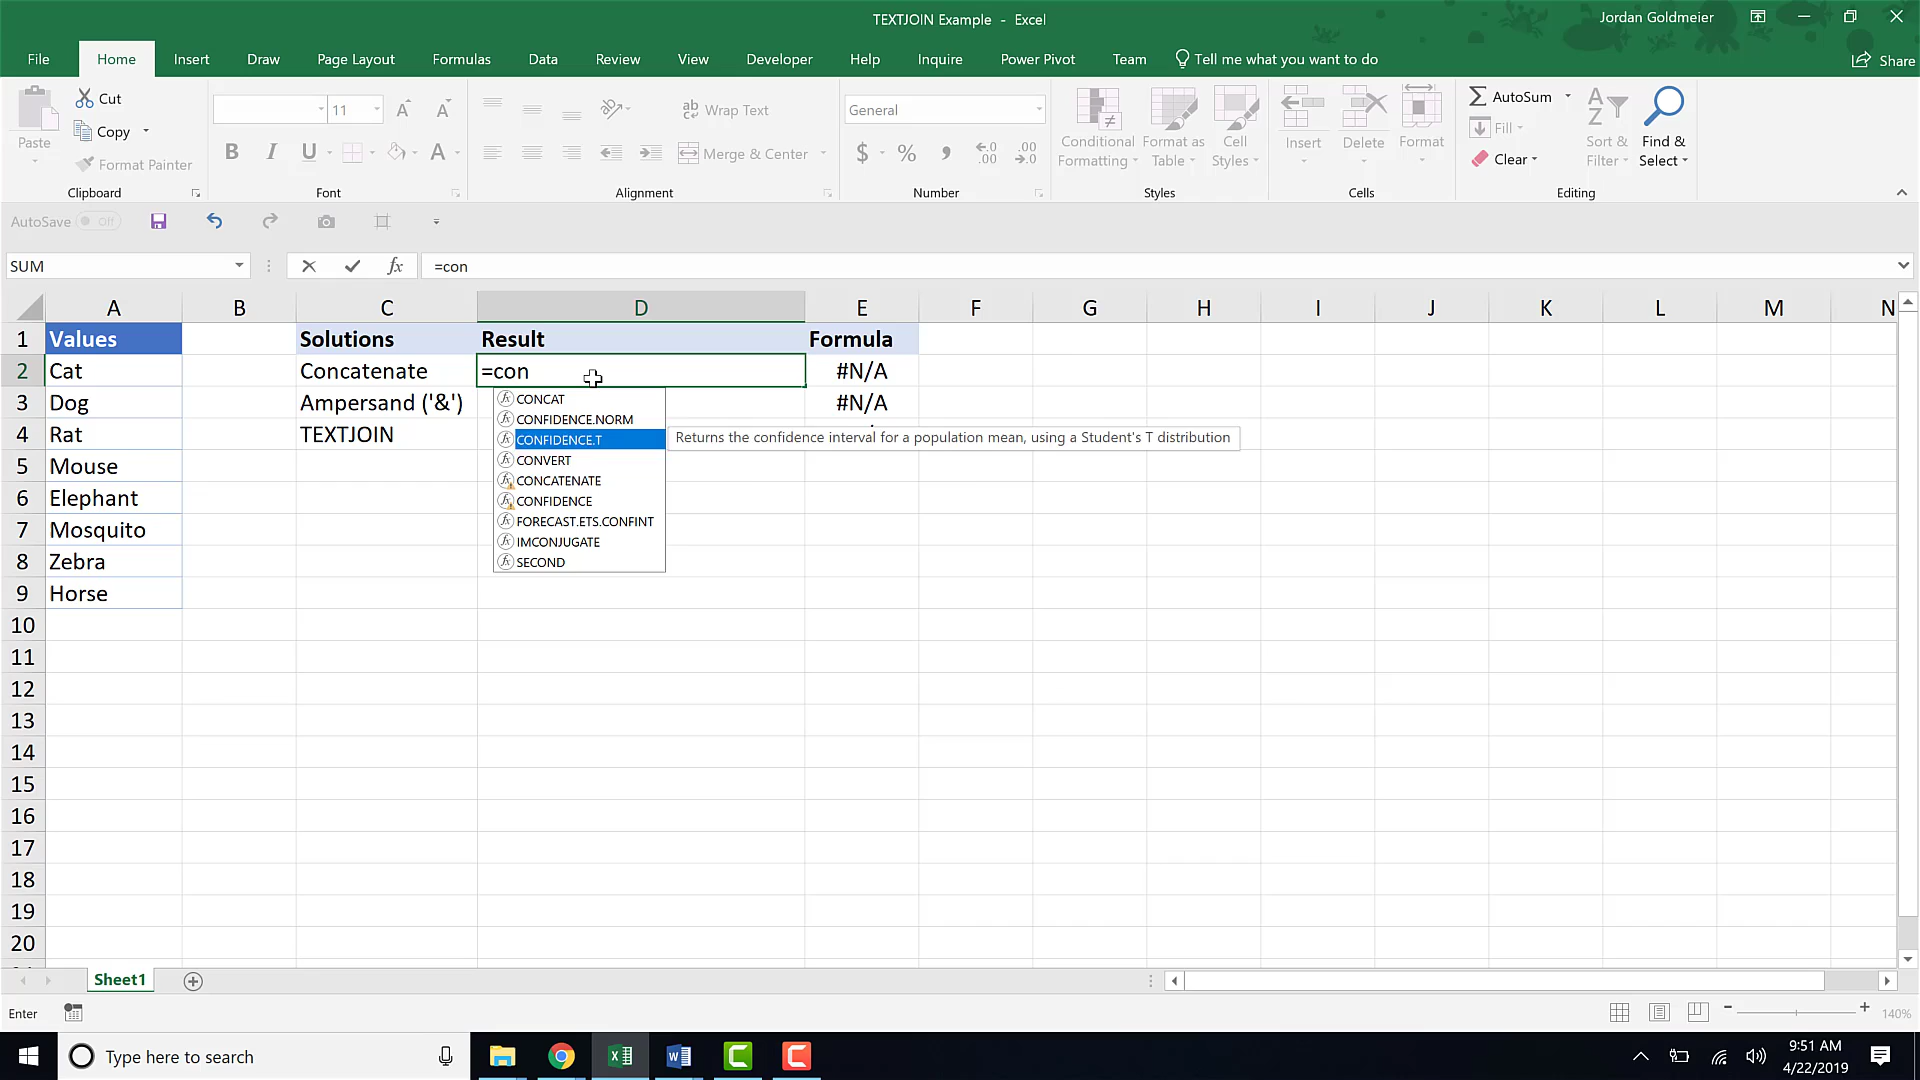 TEXTJOIN Example - Excel
Jordan Goldmeier
File Home Insert Draw Page Layout Formulas Data Review View Developer Help Inquire Power Pivot Team Tell me what you want to do Share
Paste
Cut
Copy
Format Painter
Clipboard
11
B I U
Font
Wrap Text
Merge & Center
Alignment
General
$ % ,
Number
Conditional Formatting
Format as Table
Cell Styles
Styles
Insert
Delete
Format
Cells
AutoSum
Fill
Clear
Sort & Filter
Find & Select
Editing
AutoSave Off
SUM
fx
=con
A B C D E F G H I J K L M N
1 Values Solutions Result Formula
2 Cat Concatenate =con #N/A
3 Dog Ampersand ('&') #N/A
4 Rat TEXTJOIN
5 Mouse
6 Elephant
7 Mosquito
8 Zebra
9 Horse
10
11
12
13
14
15
16
17
18
19
20
CONCAT
CONFIDENCE.NORM
CONFIDENCE.T
CONVERT
CONCATENATE
CONFIDENCE
FORECAST.ETS.CONFINT
IMCONJUGATE
SECOND
Returns the confidence interval for a population mean, using a Student's T distribution
Sheet1
Enter
140%
Type here to search
9:51 AM
4/22/2019